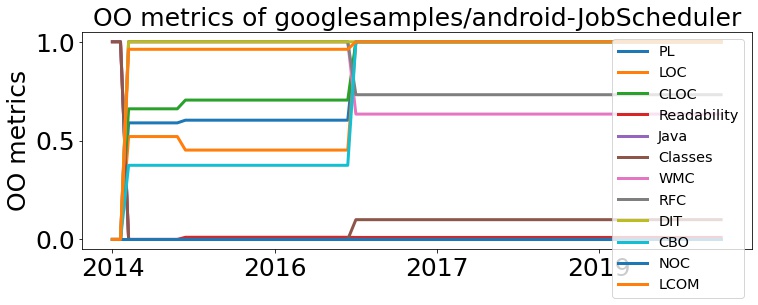 OO metrics of googlesamples/android-JobScheduler
OO metrics
1.0
0.5
0.0
2014
2016
2017
2019
PL
LOC
CLOC
Readability
Java
Classes
WMC
RFC
DIT
CBO
NOC
LCOM